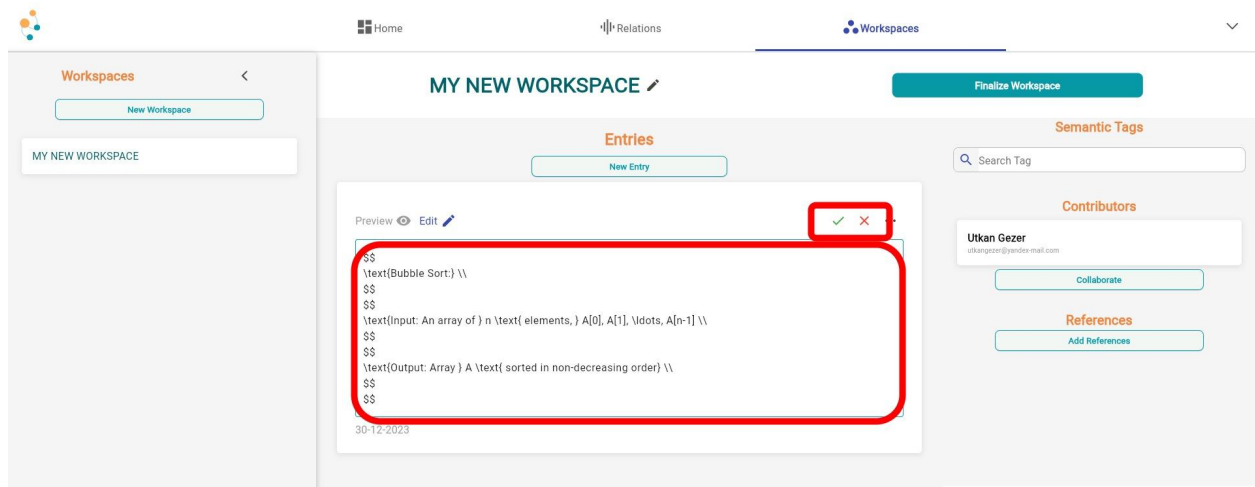 Home
Relations
Workspaces
Workspaces
New Workspace
MY NEW WORKSPACE
MY NEW WORKSPACE
Finalize Workspace
Entries
New Entry
Preview
Edit
$$
\text{Bubble Sort:} \\
$$
$$
\text{Input: An array of } n \text{ elements, } A[0], A[1], \ldots, A[n-1] \\
$$
$$
\text{Output: Array } A \text{ sorted in non-decreasing order} \\
$$
$$
30-12-2023
Semantic Tags
Search Tag
Contributors
Utkan Gezer
utkangezer@yandex-mail.com
Collaborate
References
Add References